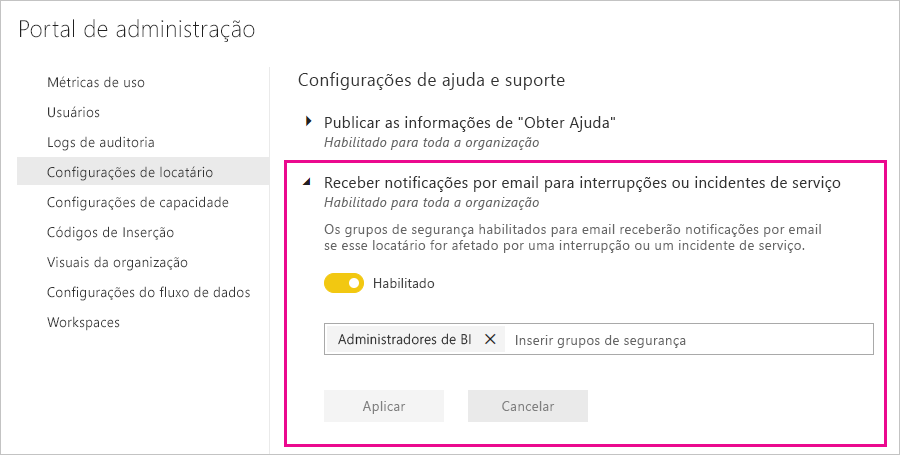 Portal de administração
Métricas de uso
Usuários
Logs de auditoria
Configurações de locatário
Configurações de capacidade
Códigos de Inserção
Visuais da organização
Configurações do fluxo de dados
Workspaces
Configurações de ajuda e suporte
Publicar as informações de "Obter Ajuda"
Habilitado para toda a organização
Receber notificações por email para interrupções ou incidentes de serviço
Habilitado para toda a organização
Os grupos de segurança habilitados para email receberão notificações por email
se esse locatário for afetado por uma interrupção ou um incidente de serviço.
Habilitado
Administradores de BI Inserir grupos de segurança
Aplicar Cancelar